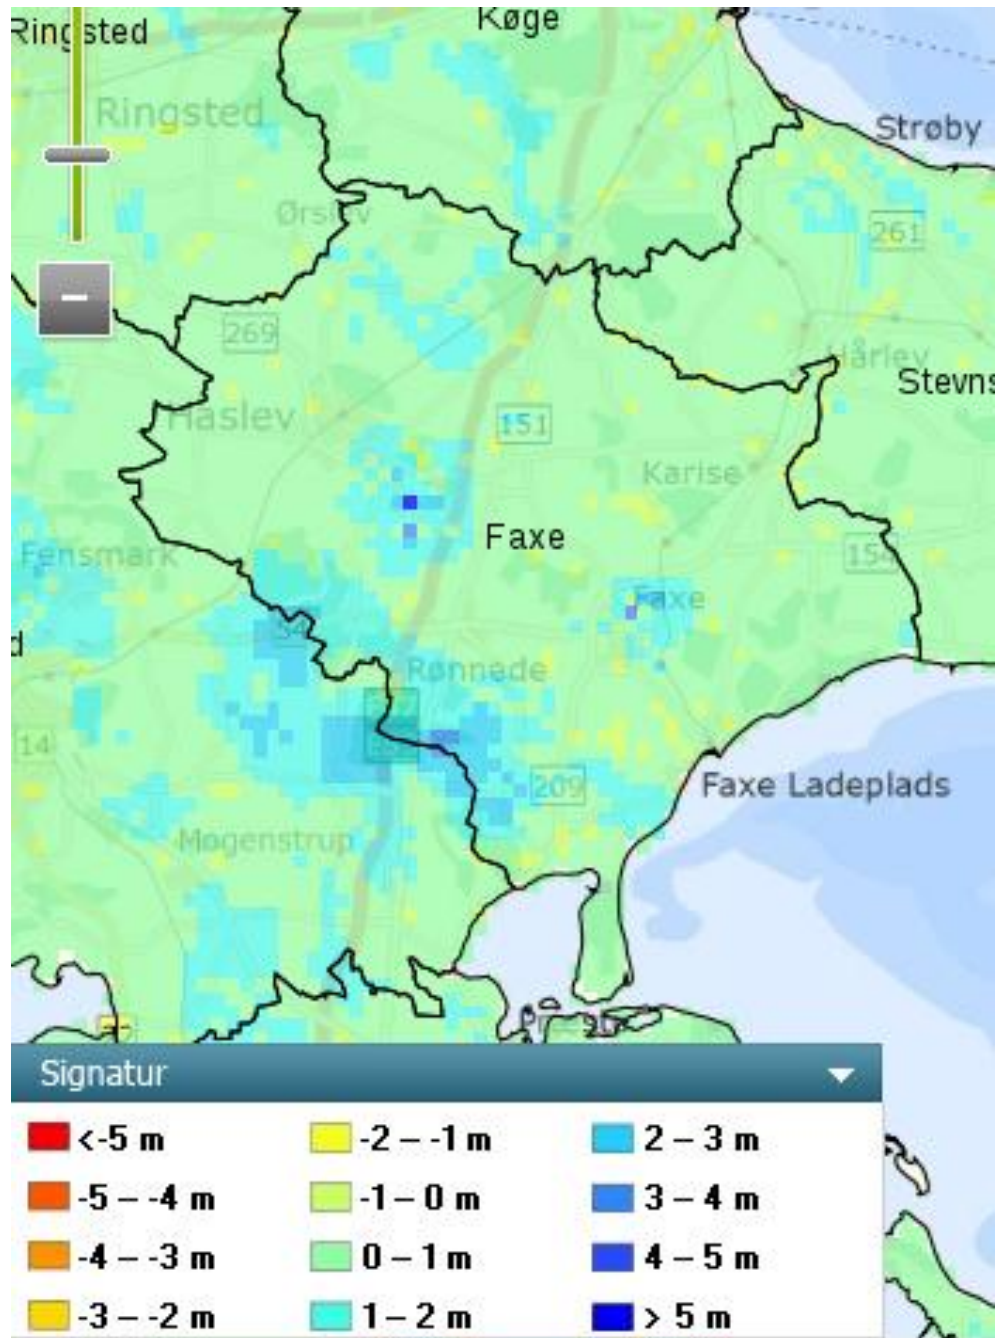 Ringsted
Køge
Ringsted
Strøby
Ørslev
261
269
Hårlev
Stevns
Haslev
151
Karise
Faxe
Fensmark
154
Faxe
54
d
Rønnede
14
209
Faxe Ladeplads
Mogenstrup
Signatur
<-5 m
-2 – -1 m
2 – 3 m
-5 – -4 m
-1 – 0 m
3 – 4 m
-4 – -3 m
0 – 1 m
4 – 5 m
-3 – -2 m
1 – 2 m
> 5 m